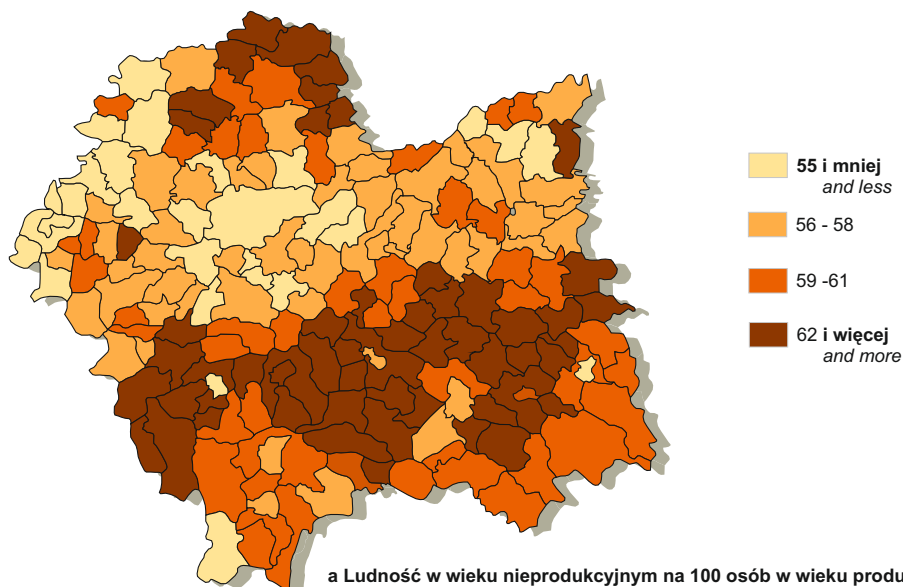 55 i mniej
and less
56 - 58
59 -61
62 i więcej
and more
a Ludność w wieku nieprodukcyjnym na 100 osób w wieku produ